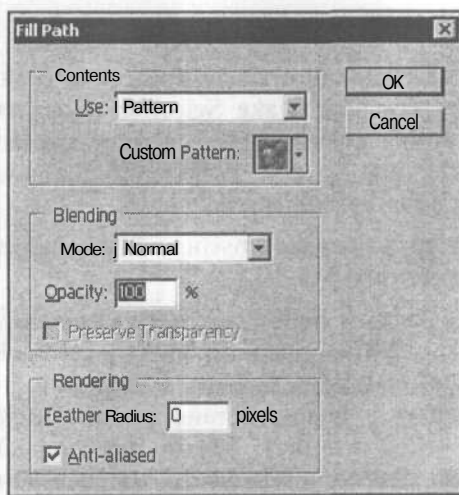 Fill Path
Contents
Use: l Pattern
Custom Pattern:
OK
Cancel
Blending
Mode: j Normal
Opacity: 100 %
Preserve Transparency
Rendering
Feather Radius: 0 pixels
Anti-aliased